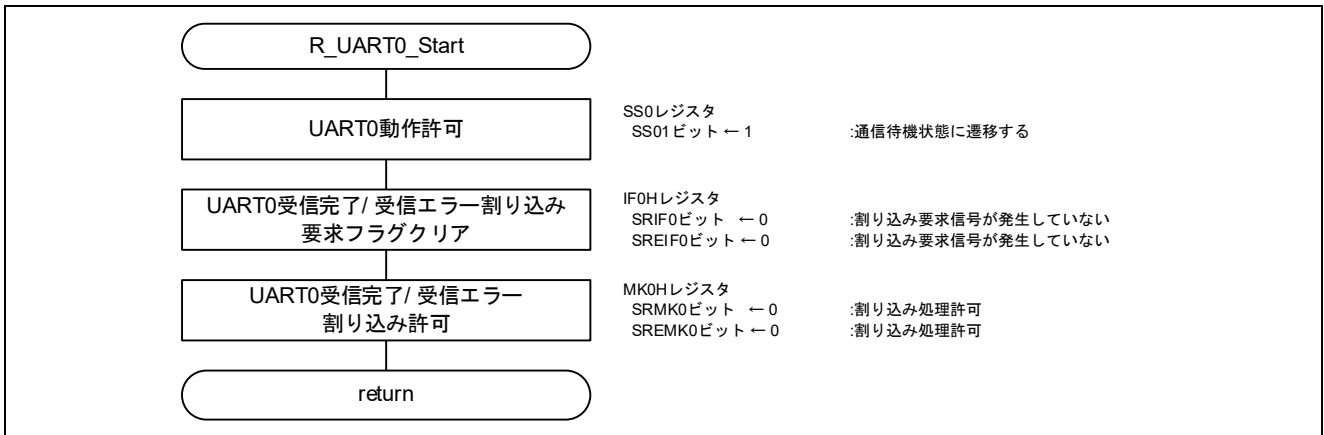 R_UART0_Start
UART0動作許可
SS0レジスタ
SS01ビット ← 1 :通信待機状態に遷移する
UART0受信完了/ 受信エラー割り込み
要求フラグクリア
IF0Hレジスタ
SRIF0ビット ← 0 :割り込み要求信号が発生していない
SREIF0ビット ← 0 :割り込み要求信号が発生していない
UART0受信完了/ 受信エラー
割り込み許可
MK0Hレジスタ
SRMK0ビット ← 0 :割り込み処理許可
SREMK0ビット ← 0 :割り込み処理許可
return